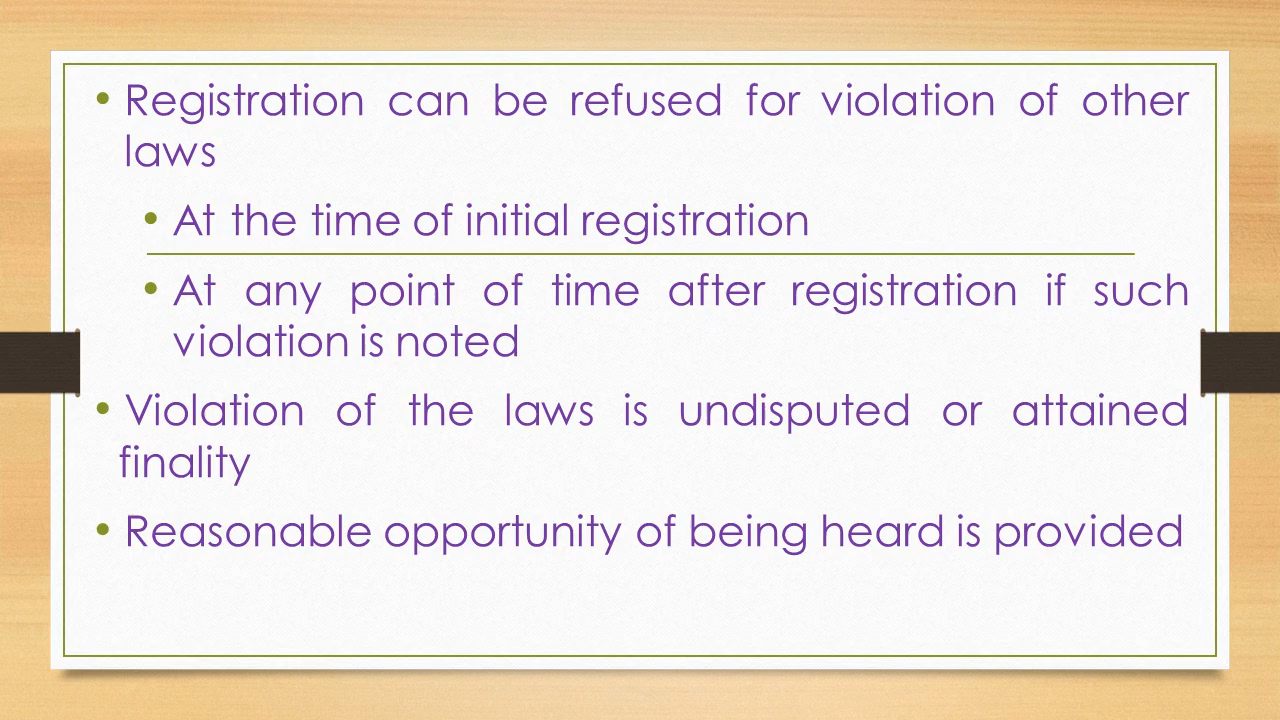 • Registration can be refused for violation of other
laws
• At the time of initial registration
• At any point of time after registration if such
violation is noted
• Violation of the laws is undisputed or attained
finality
• Reasonable opportunity of being heard is provided